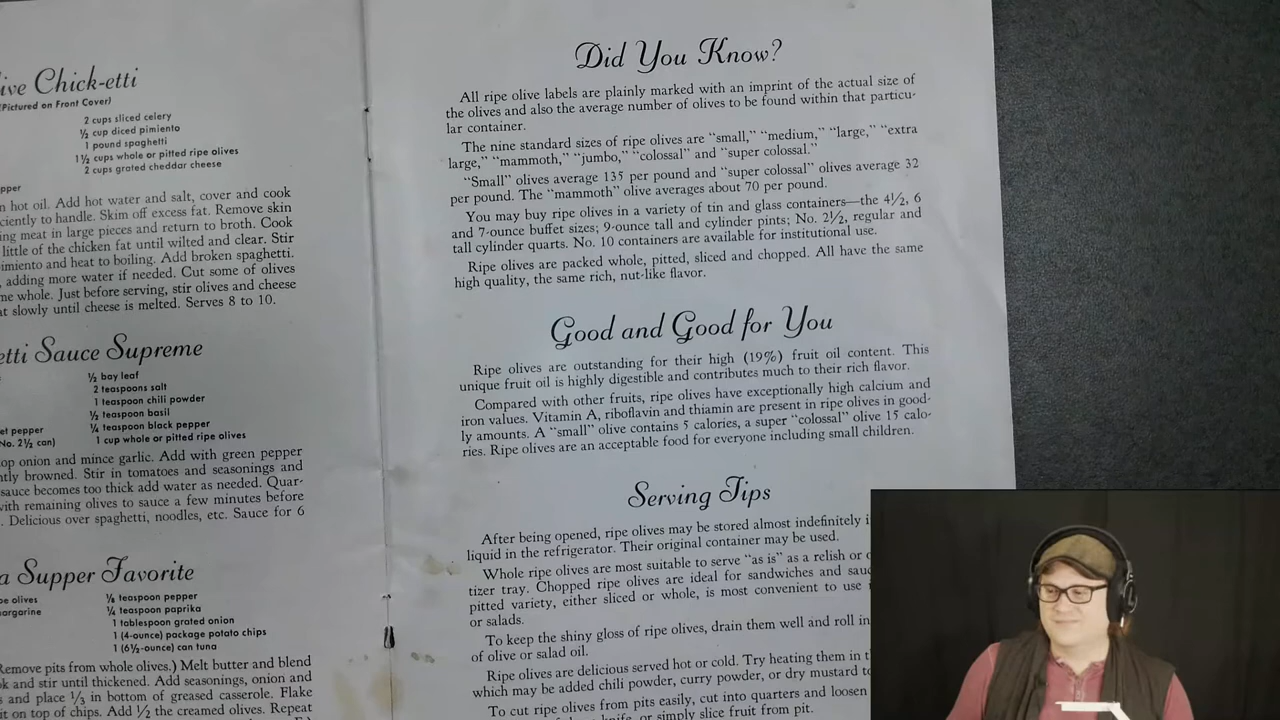 ive Chick-etti
(Pictured on Front Cover)
2 cups sliced celery
½ cup diced pimiento
1 pound spaghetti
1½ cups whole or pitted ripe olives
2 cups grated cheddar cheese
pper
n hot oil. Add hot water and salt, cover and cook
ciently to handle. Skim off excess fat. Remove skin
ing meat in large pieces and return to broth. Cook
little of the chicken fat until wilted and clear. Stir
imiento and heat to boiling. Add broken spaghetti.
, adding more water if needed. Cut some of olives
me whole. Just before serving, stir olives and cheese
at slowly until cheese is melted. Serves 8 to 10.
etti Sauce Supreme
½ bay leaf
2 teaspoons salt
1 teaspoon chili powder
½ teaspoon basil
et pepper ¼ teaspoon black pepper
No. 2½ can) 1 cup whole or pitted ripe olives
op onion and mince garlic. Add with green pepper
ntly browned. Stir in tomatoes and seasonings and
sauce becomes too thick add water as needed. Quar-
with remaining olives to sauce a few minutes before
. Delicious over spaghetti, noodles, etc. Sauce for 6
a Supper Favorite
pe olives ⅛ teaspoon pepper
argarine ¼ teaspoon paprika
1 tablespoon grated onion
1 (4-ounce) package potato chips
1 (6½-ounce) can tuna
Remove pits from whole olives.) Melt butter and blend
k and stir until thickened. Add seasonings, onion and
s and place ⅓ in bottom of greased casserole. Flake
it on top of chips. Add ½ the creamed olives. Repeat
Did You Know?
All ripe olive labels are plainly marked with an imprint of the actual size of
the olives and also the average number of olives to be found within that particu-
lar container.
The nine standard sizes of ripe olives are "small," "medium," "large," "extra
large," "mammoth," "jumbo," "colossal" and "super colossal."
"Small" olives average 135 per pound and "super colossal" olives average 32
per pound. The "mammoth" olive averages about 70 per pound.
You may buy ripe olives in a variety of tin and glass containers—the 4½, 6
and 7-ounce buffet sizes; 9-ounce tall and cylinder pints; No. 2½, regular and
tall cylinder quarts. No. 10 containers are available for institutional use.
Ripe olives are packed whole, pitted, sliced and chopped. All have the same
high quality, the same rich, nut-like flavor.
Good and Good for You
Ripe olives are outstanding for their high (19%) fruit oil content. This
unique fruit oil is highly digestible and contributes much to their rich flavor.
Compared with other fruits, ripe olives have exceptionally high calcium and
iron values. Vitamin A, riboflavin and thiamin are present in ripe olives in good-
ly amounts. A "small" olive contains 5 calories, a super "colossal" olive 15 calo-
ries. Ripe olives are an acceptable food for everyone including small children.
Serving Tips
After being opened, ripe olives may be stored almost indefinitely i
liquid in the refrigerator. Their original container may be used.
Whole ripe olives are most suitable to serve "as is" as a relish or
tizer tray. Chopped ripe olives are ideal for sandwiches and sauc
pitted variety, either sliced or whole, is most convenient to use
or salads.
To keep the shiny gloss of ripe olives, drain them well and roll in
of olive or salad oil.
Ripe olives are delicious served hot or cold. Try heating them in t
which may be added chili powder, curry powder, or dry mustard t
To cut ripe olives from pits easily, cut into quarters and loosen
knife, or simply slice fruit from pit.